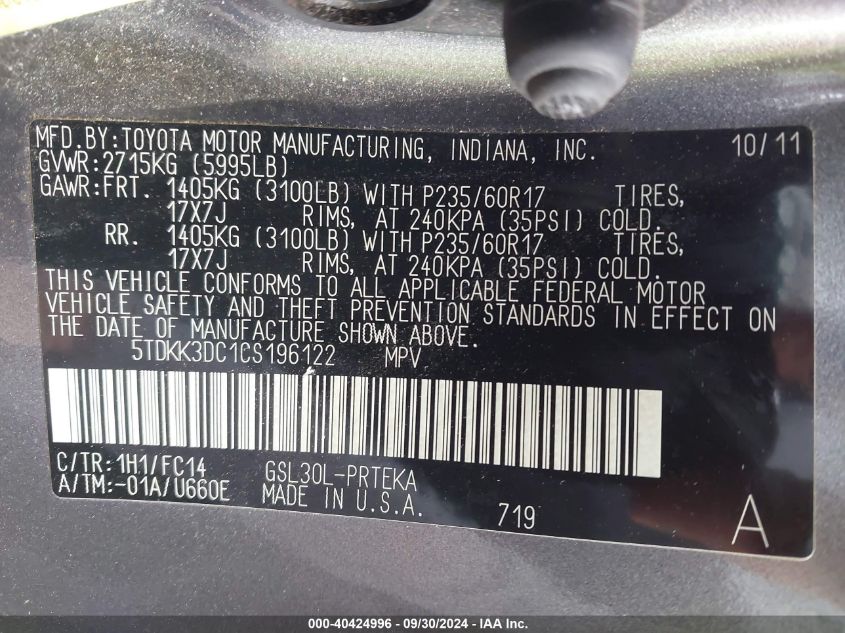 MFD.BY:TOYOTA MOTOR MANUFACTURING, INDIANA, INC. 10/11
GVWR:2715KG (5995LB)
GAWR:FRT. 1405KG (3100LB) WITH P235/60R17 TIRES,
17X7J RIMS, AT 240KPA (35PSI) COLD.
RR. 1405KG (3100LB) WITH P235/60R17 TIRES,
17X7J RIMS, AT 240KPA (35PSI) COLD.
THIS VEHICLE CONFORMS TO ALL APPLICABLE FEDERAL MOTOR
VEHICLE SAFETY AND THEFT PREVENTION STANDARDS IN EFFECT ON
THE DATE OF MANUFACTURE SHOWN ABOVE.
5TDKK3DC1CS196122 MPV
C/TR:1H1/FC14 GSL30L-PRTEKA
A/TM:-01A/U660E MADE IN U.S.A. 719 A
000-40424996 - 09/30/2024 - IAA Inc.